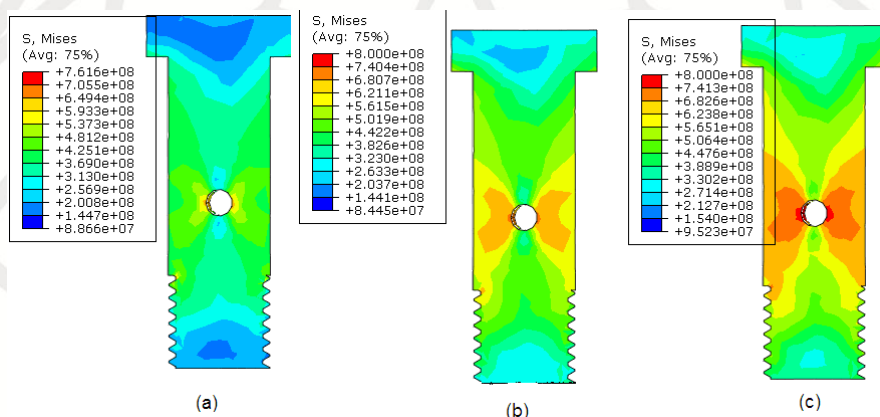 S, Mises
(Avg: 75%)
+7.616e+08
+7.055e+08
+6.494e+08
+5.933e+08
+5.373e+08
+4.812e+08
+4.251e+08
+3.690e+08
+3.130e+08
+2.569e+08
+2.008e+08
+1.447e+08
+8.866e+07
(a)
S, Mises
(Avg: 75%)
+8.000e+08
+7.404e+08
+6.807e+08
+6.211e+08
+5.615e+08
+5.019e+08
+4.422e+08
+3.826e+08
+3.230e+08
+2.633e+08
+2.037e+08
+1.441e+08
+8.445e+07
(b)
S, Mises
(Avg: 75%)
+8.000e+08
+7.413e+08
+6.826e+08
+6.238e+08
+5.651e+08
+5.064e+08
+4.476e+08
+3.889e+08
+3.302e+08
+2.714e+08
+2.127e+08
+1.540e+08
+9.523e+07
(c)